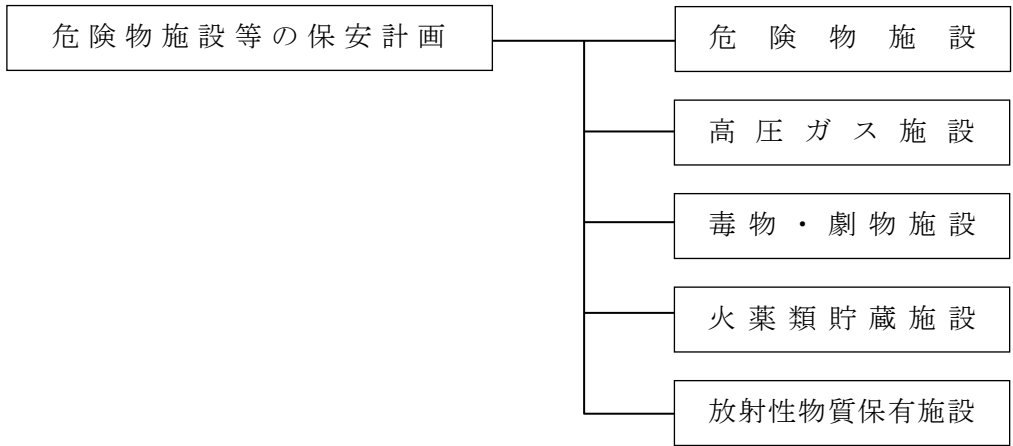 危険物施設等の保安計画
危険物施設
高圧ガス施設
毒物・劇物施設
火薬類貯蔵施設
放射性物質保有施設